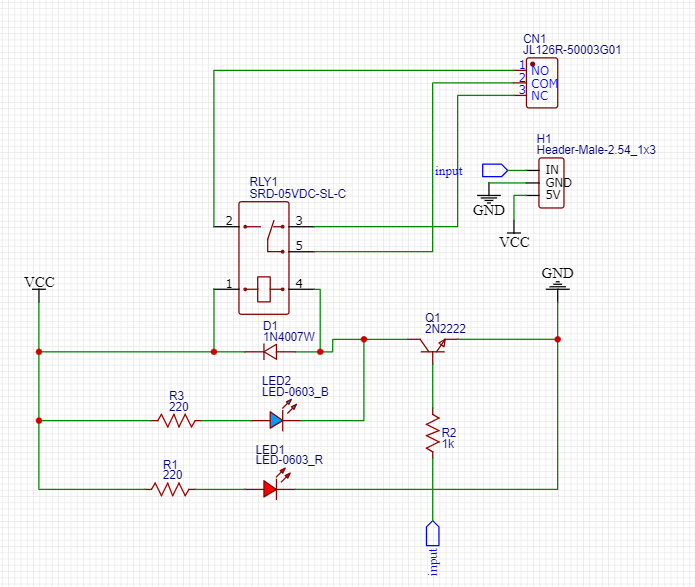 CN1
JL126R-50003G01
1 NO
2 COM
3 NC
H1
Header-Male-2.54_1x3
input
IN
GND
5V
GND
VCC
RLY1
SRD-05VDC-SL-C
2 3
5
1 4
VCC
GND
D1
1N4007W
Q1
2N2222
LED2
LED-0603_B
R3
220
R2
1k
LED1
LED-0603_R
R1
220
input